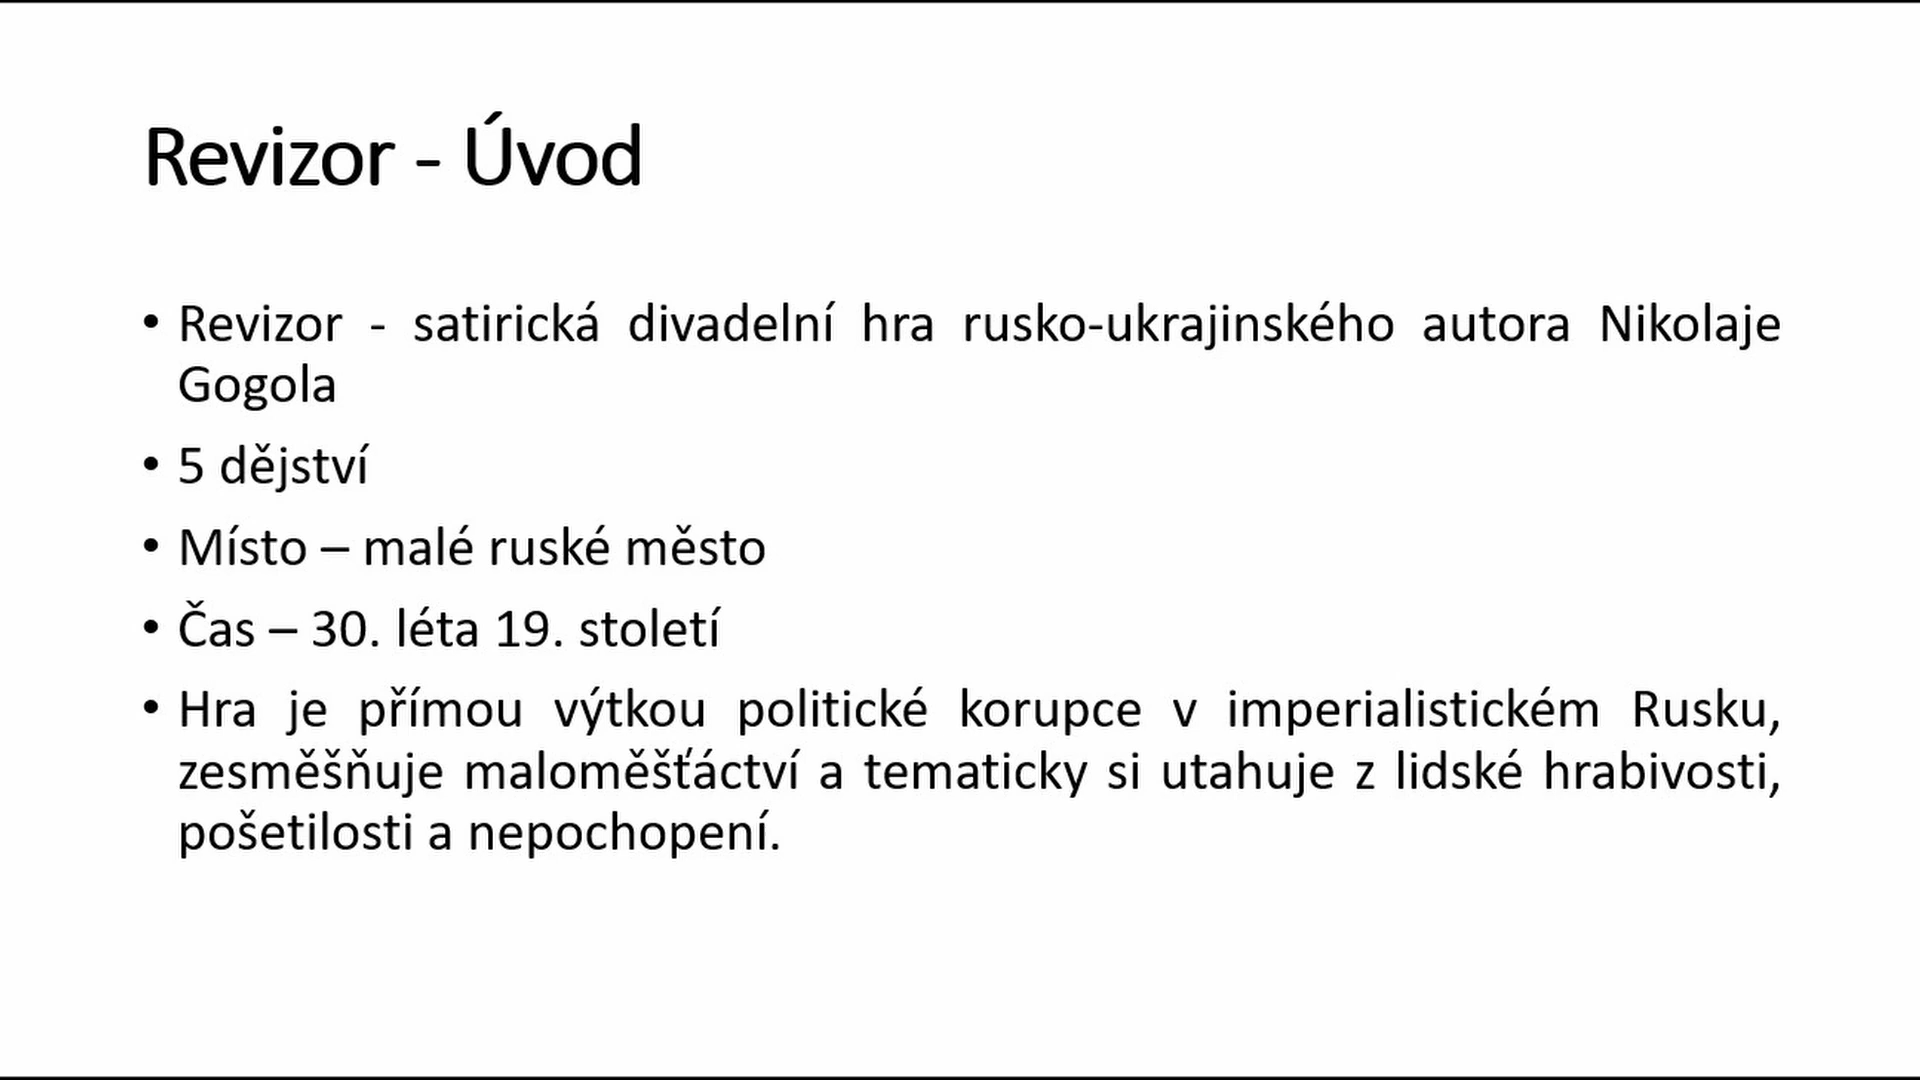 Revizor - Úvod
• Revizor - satirická divadelní hra rusko-ukrajinského autora Nikolaje
Gogola
• 5 dějství
• Místo – malé ruské město
• Čas – 30. léta 19. století
• Hra je přímou výtkou politické korupce v imperialistickém Rusku,
zesměšňuje maloměšťáctví a tematicky si utahuje z lidské hrabivosti,
pošetilosti a nepochopení.